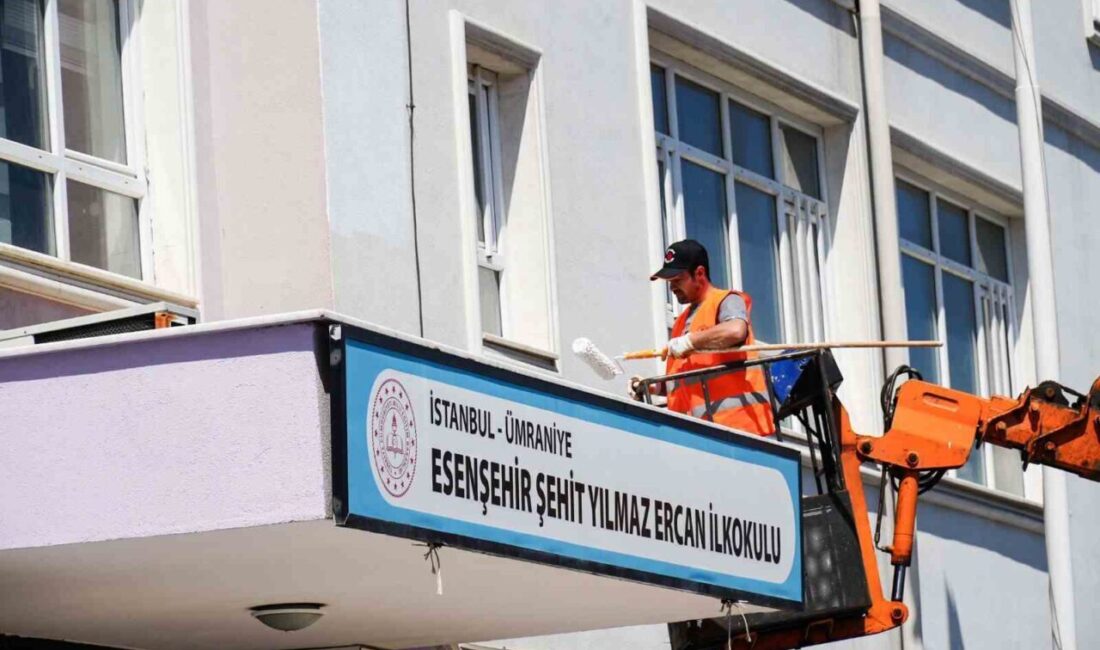 İSTANBUL - ÜMRANİYE
ESENŞEHİR ŞEHİT YILMAZ ERCAN İLKOKULU